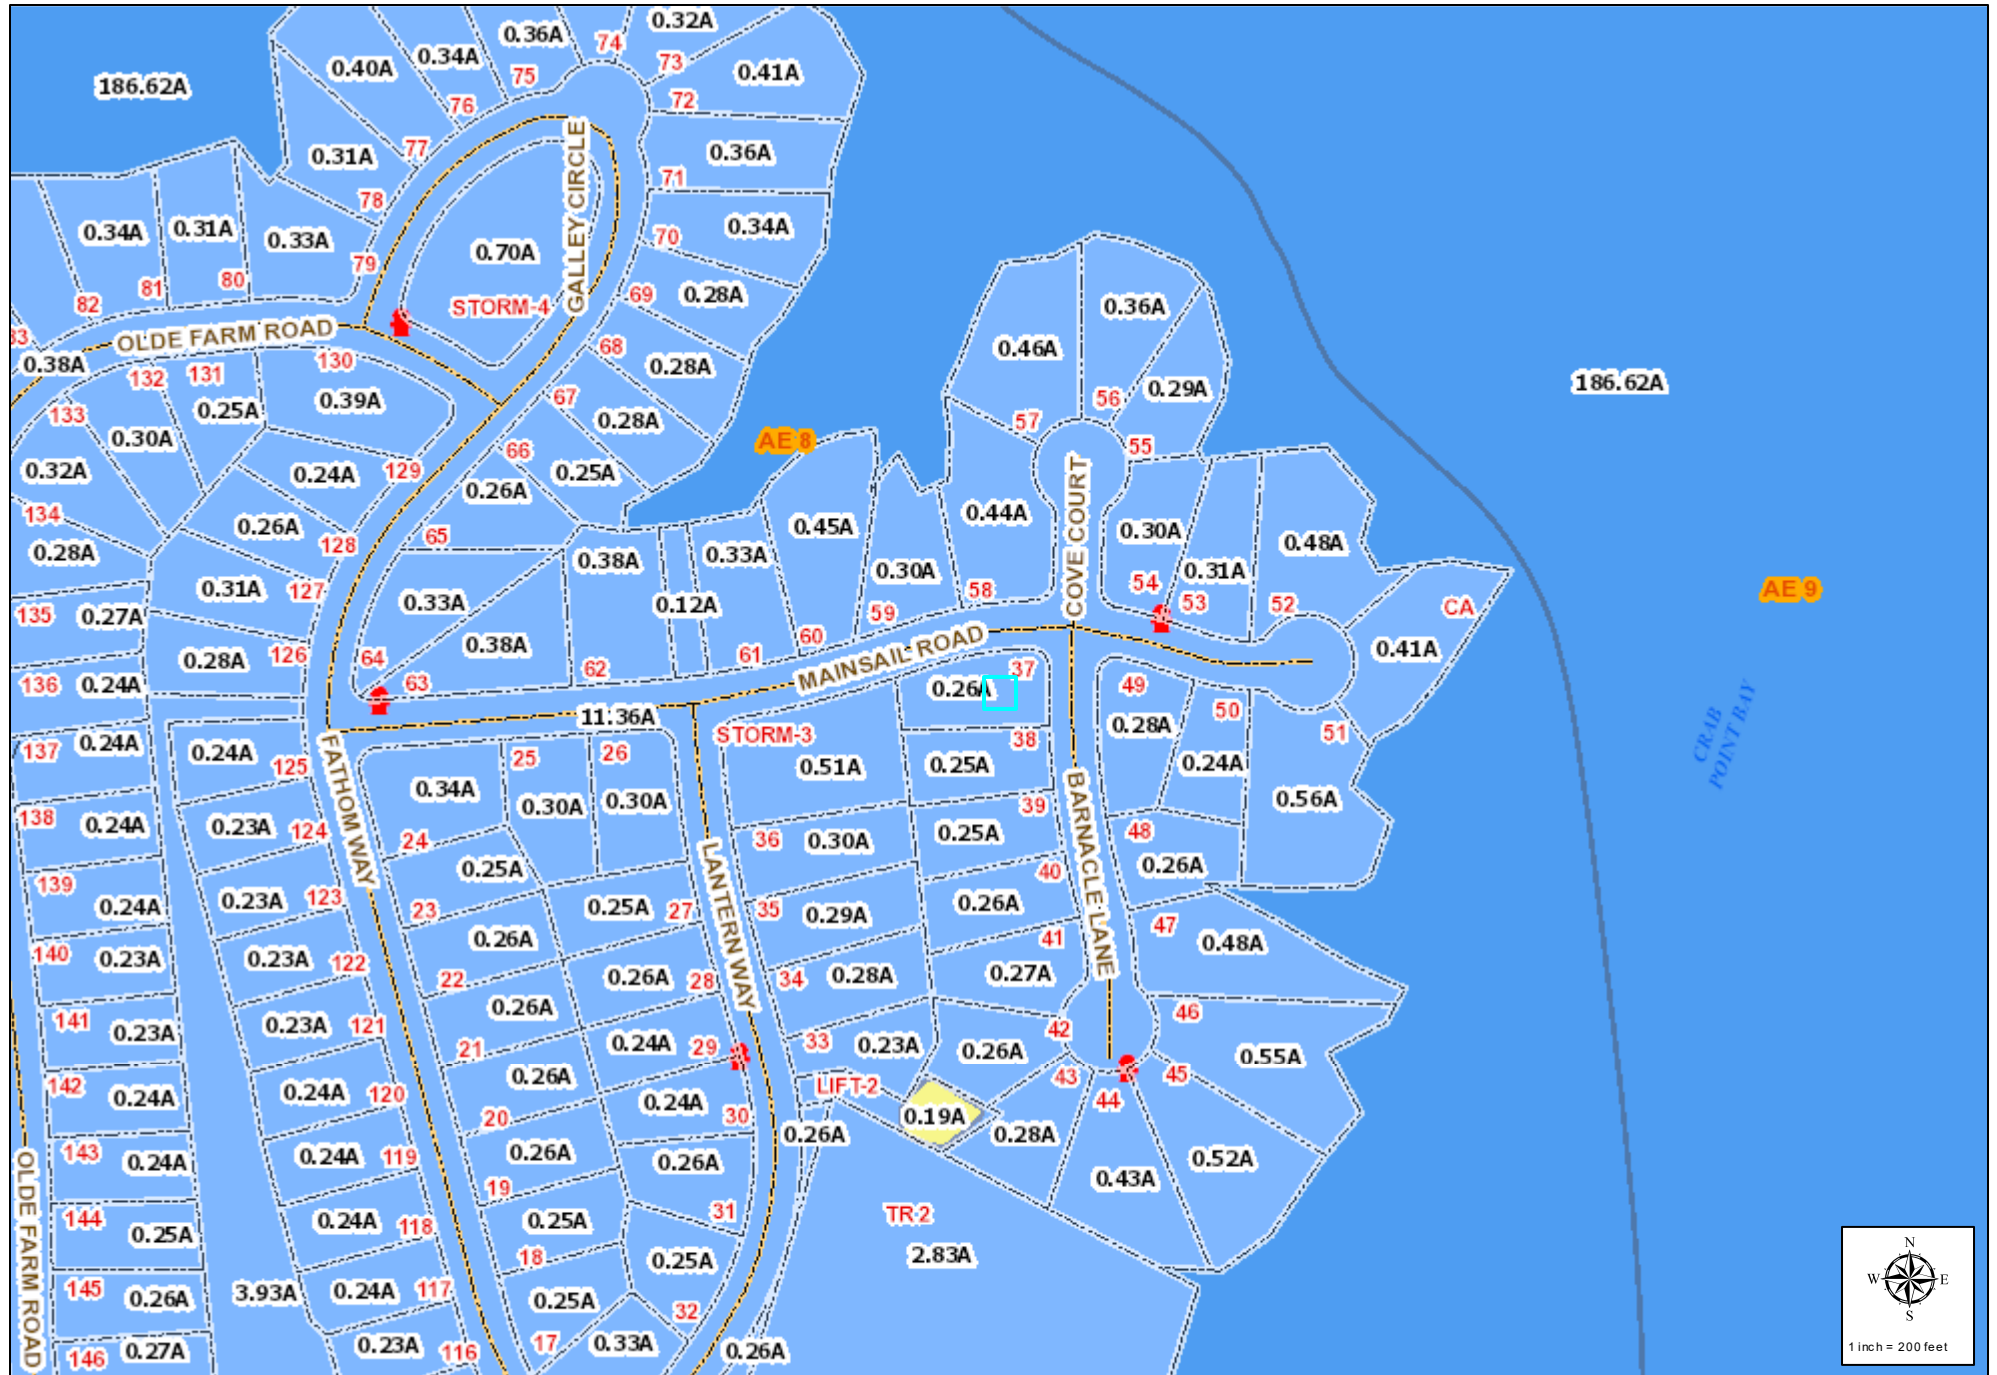 0.32A
0.36A
74
0.34A
73
0.40A
75
0.41A
186.62A
76
72
77
0.36A
0.31A
71
78
GALLEY CIRCLE
0.34A
0.31A
0.34A
70
0.33A
0.70A
79
80
81
69
0.28A
82
STORM-4
0.36A
OLDE FARM ROAD
68
0.46A
0.38A
130
0.28A
132
131
186.62A
0.39A
67
56
0.29A
133
0.25A
0.28A
57
0.30A
AE 8
66
55
0.32A
0.24A
129
0.25A
0.26A
134
0.26A
0.45A
0.44A
COVE COURT
128
65
0.30A
0.48A
0.28A
0.33A
0.38A
0.30A
0.31A
0.31A
127
54
58
AE 9
0.33A
0.12A
53
52
CA
135
0.27A
59
60
MAINSAIL ROAD
0.38A
0.41A
126
64
61
0.28A
62
37
136
0.24A
63
0.26A
49
11.36A
50
0.28A
CRAB
POINT BAY
STORM-3
38
51
137
0.24A
0.24A
125
25
26
0.51A
0.25A
0.24A
FATHOM WAY
0.34A
0.30A
0.30A
39
BARNACLE LANE
0.56A
138
0.24A
0.23A
124
24
36
0.30A
0.25A
48
0.26A
0.25A
LANTERN WAY
40
139
0.24A
0.23A
123
23
0.25A
27
35
0.29A
0.26A
47
0.26A
41
0.48A
140
0.23A
0.23A
122
22
0.26A
28
34
0.28A
0.27A
0.26A
46
141
0.23A
0.23A
121
21
0.24A
29
33
0.23A
0.26A
42
0.55A
0.26A
43
45
142
0.24A
0.24A
120
0.24A
30
LIFT-2
0.19A
44
20
0.26A
0.28A
143
0.24A
0.24A
119
0.26A
0.26A
0.52A
0.43A
OLDE FARM ROAD
19
144
0.25A
0.24A
118
0.25A
31
TR 2
18
0.25A
2.83A
145
0.26A
3.93A
0.24A
117
0.25A
32
146
0.27A
0.23A
116
17
0.33A
0.26A
N
W
E
S
1 inch = 200 feet